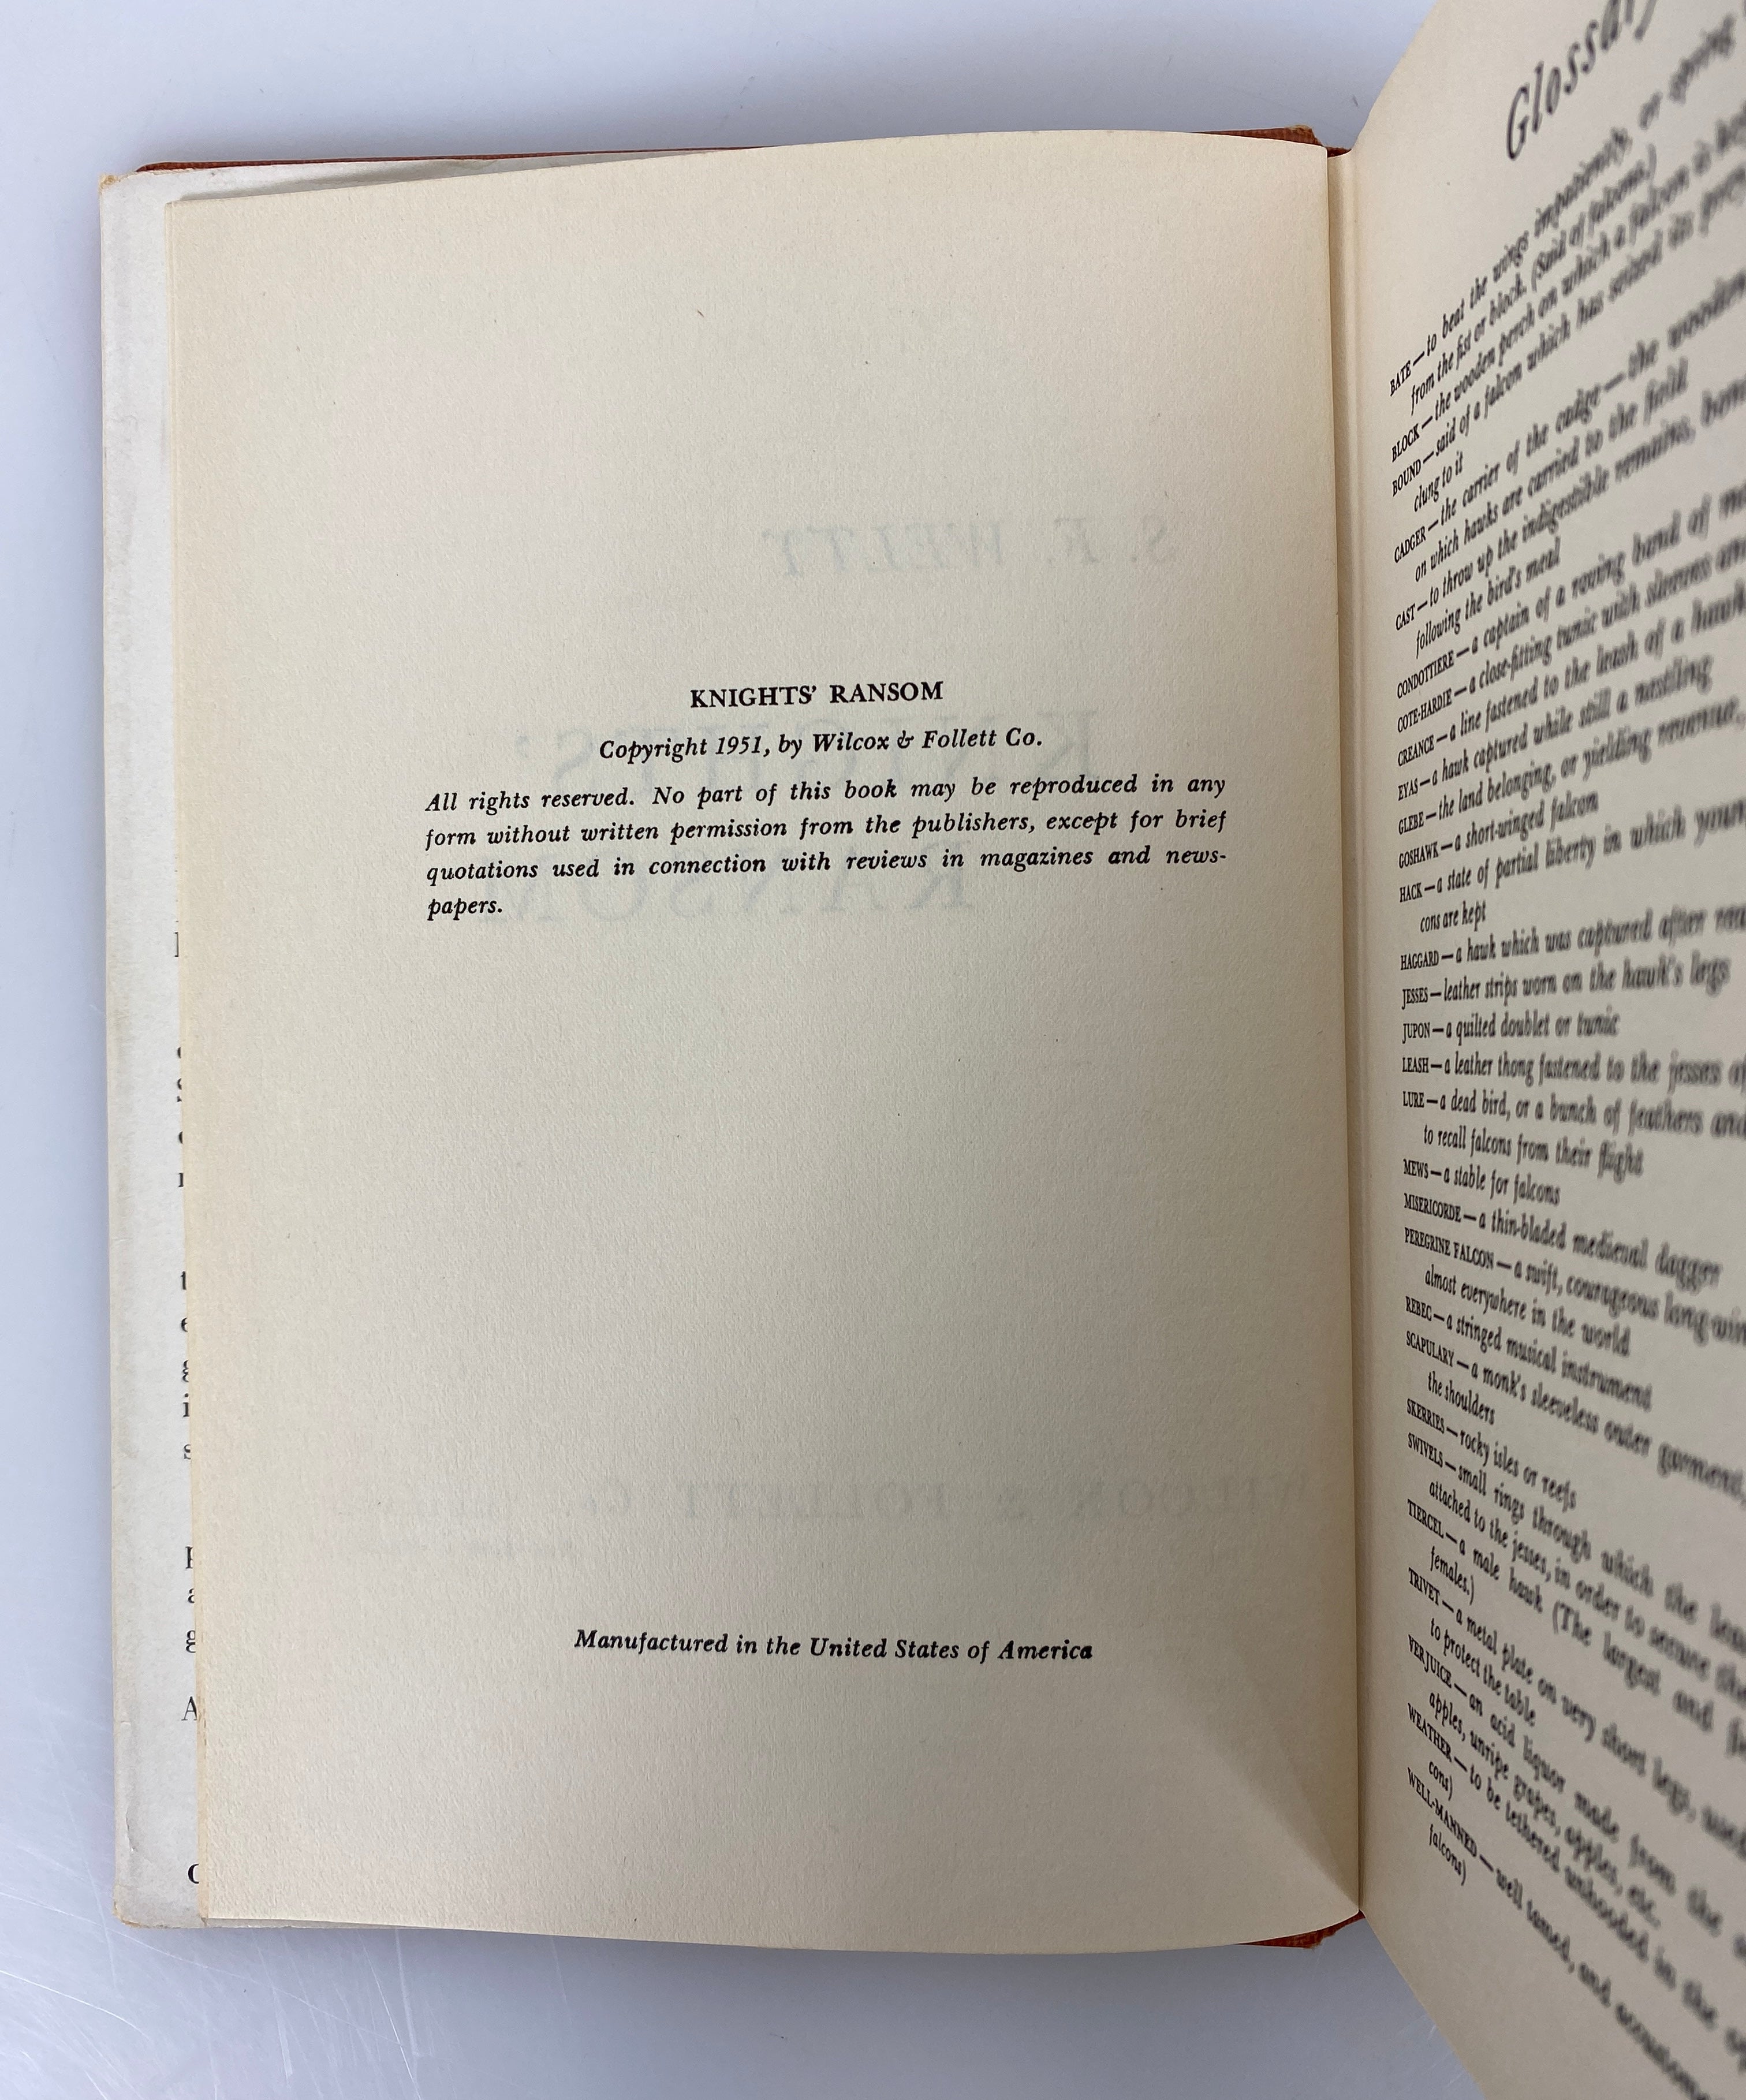 KNIGHTS' RANSOM
Copyright 1951, by Wilcox & Follett Co.
All rights reserved. No part of this book may be reproduced in any
form without written permission from the publishers, except for brief
quotations used in connection with reviews in magazines and news-
papers.
Manufactured in the United States of America
Glossary
BATE—to beat the wings impatiently, or
from the fist or block. (Said of falcons.)
BLOCK—the wooden perch on which a falcon is
BOUND—said of a falcon which has seized its prey
clung to it
CADGER—the carrier of the cadge—the wooden
on which hawks are carried to the field
CAST—to throw up the indigestible remains,
following the bird's meal
CONDOTTIERE—a captain of a roving band of
COTE-HARDIE—a close-fitting tunic with sleeves
CREANCE—a line fastened to the leash of a hawk
EYAS—a hawk captured while still a nestling
GLEBE—the land belonging, or yielding revenue,
GOSHAWK—a short-winged falcon
HACK—a state of partial liberty in which
cons are kept
HAGGARD—a hawk which was captured after
JESSES—leather strips worn on the hawk's legs
JUPON—a quilted doublet or tunic
LEASH—a leather thong fastened to the jesses
LURE—a dead bird, or a bunch of feathers and
to recall falcons from their flight
MEWS—a stable for falcons
MISERICORDE—a thin-bladed medieval dagger
PEREGRINE FALCON—a swift, courageous
almost everywhere in the world
REBEC—a stringed musical instrument
SCAPULARY—a monk's sleeveless outer garment,
the shoulders
SKERRIES—rocky isles or reefs
SWIVELS—small rings through which the
attached to the jesses, in order to secure the
TIERCEL—a male hawk (The largest and
females.)
TRIVET—a metal plate on very short legs, used
to protect the table
VERJUICE—an acid liquor made from the
apples, unripe grapes, apples, etc.
WEATHER—to be tethered unhooded in the
cons)
WELL-MANNED—well tamed, and
falcons)